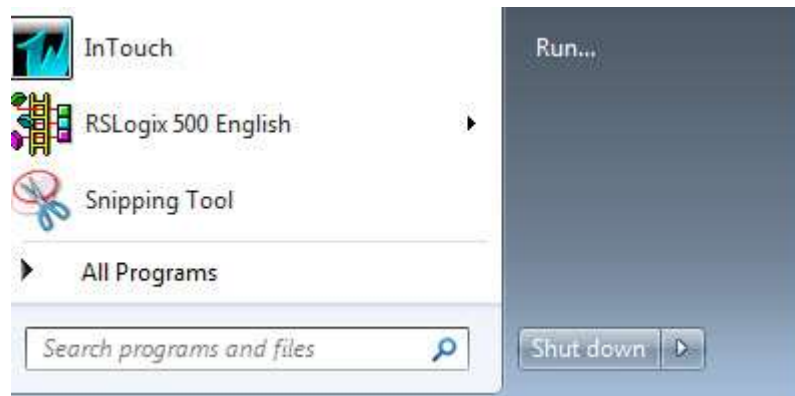 InTouch
Run...
RSLogix 500 English
Snipping Tool
All Programs
Search programs and files
Shut down